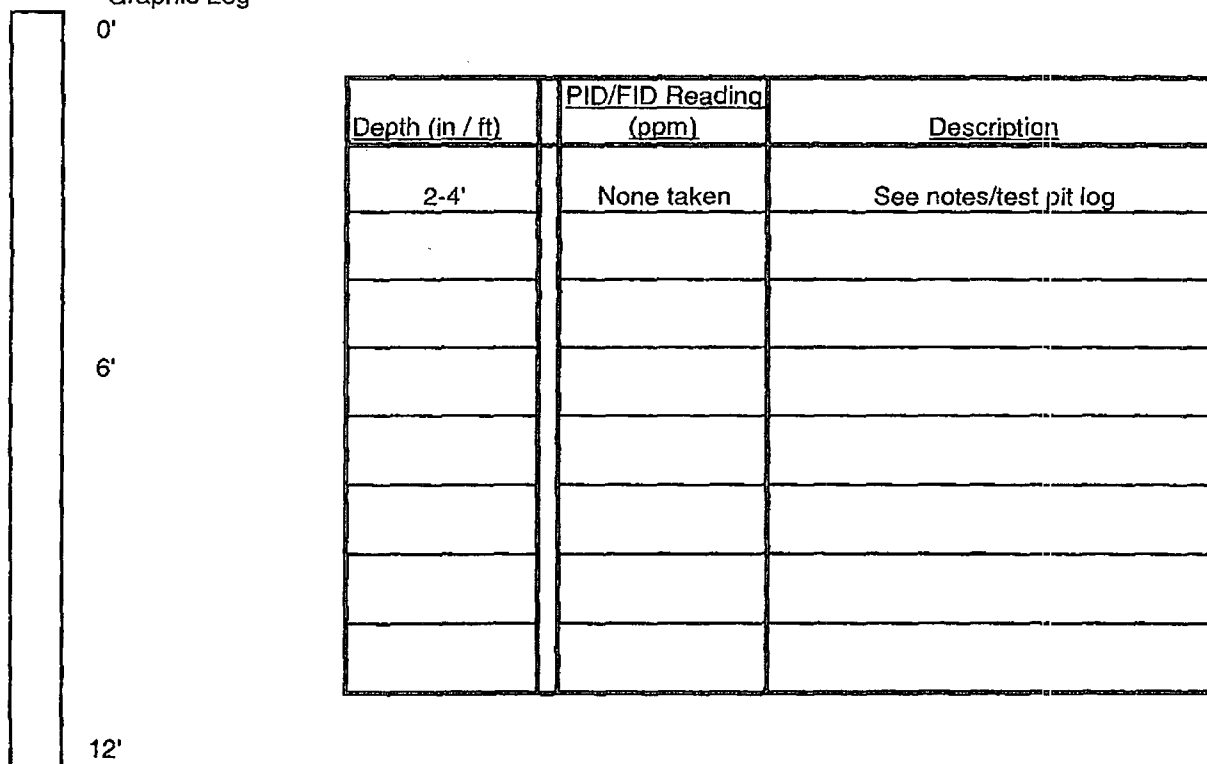 Graphic Log
0'
PID/FID Reading
Depth (in / ft) (ppm) Description
2-4' None taken See notes/test pit log
6'
12'